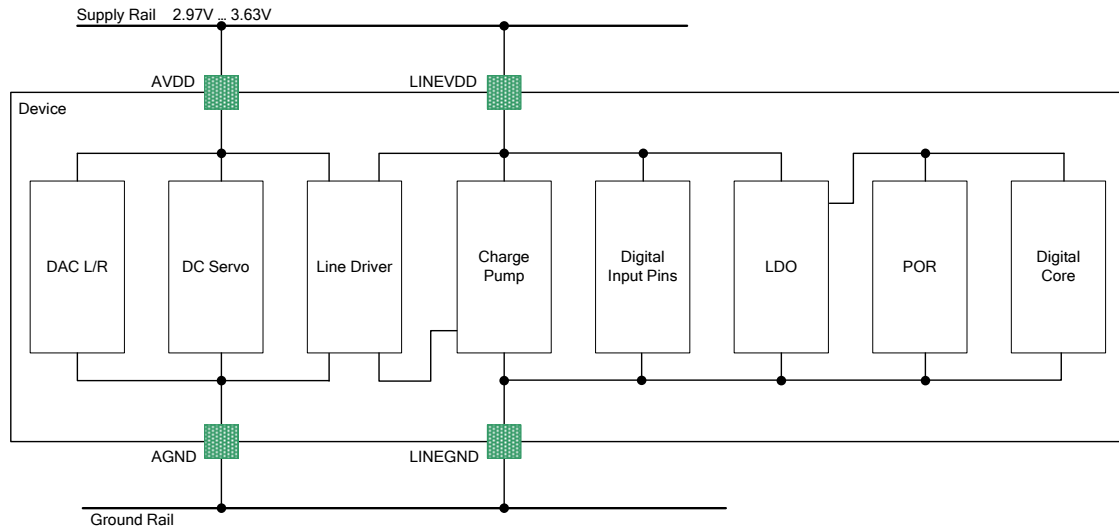 Supply Rail 2.97V ... 3.63V
AVDD
LINEVDD
Device
DAC L/R
DC Servo
Line Driver
Charge
Pump
Digital
Input Pins
LDO
POR
Digital
Core
AGND
LINEGND
Ground Rail